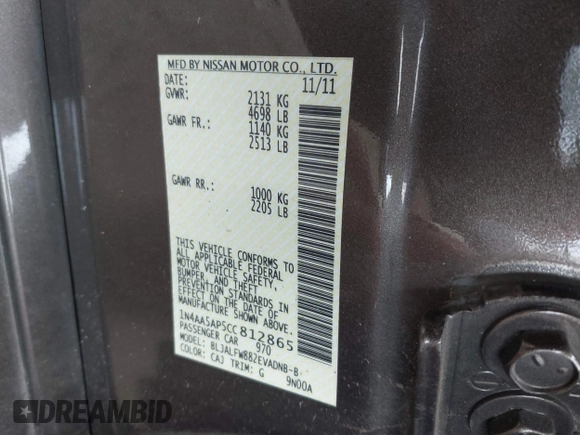 MFD BY NISSAN MOTOR CO., LTD.
DATE: 11/11
GVWR: 2131 KG
4698 LB
GAWR FR.: 1140 KG
2513 LB
GAWR RR.: 1000 KG
2205 LB
THIS VEHICLE CONFORMS TO
ALL APPLICABLE FEDERAL
MOTOR VEHICLE SAFETY,
BUMPER, AND THEFT
PREVENTION STANDARDS
IN EFFECT ON THE DATE OF
MANUFACTURE SHOWN ABOVE.
1N4AA5AP5CC812865
PASSENGER CAR 970
MODEL: BLJALFW882EVADNB-B
COLOR: CAJ TRIM: G 9N00A
DREAMBID